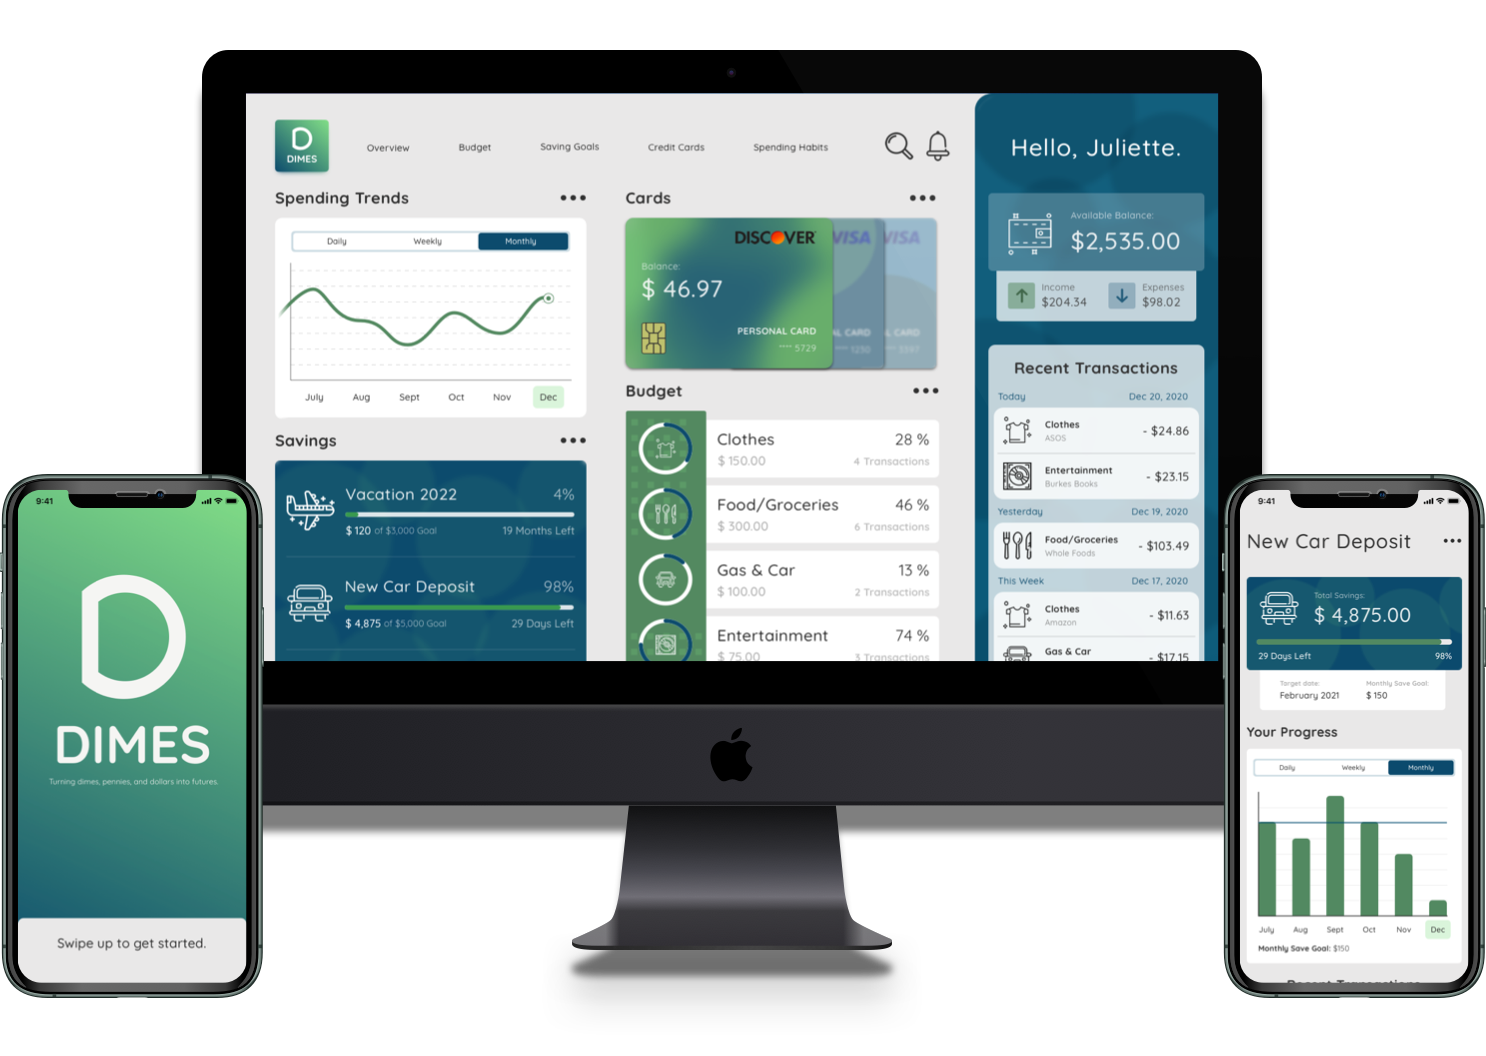 D
DIMES
Overview
Budget
Saving Goals
Credit Cards
Spending Habits
Spending Trends
Daily
Weekly
Monthly
July
Aug
Sept
Oct
Nov
Dec
Savings
Vacation 2022
4%
$ 120 of $3,000 Goal
19 Months Left
New Car Deposit
98%
$ 4,875 of $5,000 Goal
29 Days Left
Cards
DISCOVER
VISA
VISA
Balance:
$ 46.97
PERSONAL CARD
AL CARD
L CARD
**** 5729
Budget
Clothes
28 %
$ 150.00
4 Transactions
Food/Groceries
46 %
$ 300.00
6 Transactions
Gas & Car
13 %
$ 100.00
2 Transactions
Entertainment
74 %
$ 75.00
3 Transactions
Hello, Juliette.
Available Balance:
$2,535.00
Income
$204.34
Expenses
$98.02
Recent Transactions
Today
Dec 20, 2020
Clothes
ASOS
- $24.86
Entertainment
Burkes Books
- $23.15
Yesterday
Dec 19, 2020
Food/Groceries
Whole Foods
- $103.49
This Week
Dec 17, 2020
Clothes
Amazon
- $11.63
Gas & Car
- $17.15
9:41
D
DIMES
Turning dimes, pennies, and dollars into futures.
Swipe up to get started.
9:41
New Car Deposit
Total Savings:
$ 4,875.00
29 Days Left
98%
Target date:
February 2021
Monthly Save Goal:
$ 150
Your Progress
Daily
Weekly
Monthly
July
Aug
Sept
Oct
Nov
Dec
Monthly Save Goal: $150
Recent Transactions